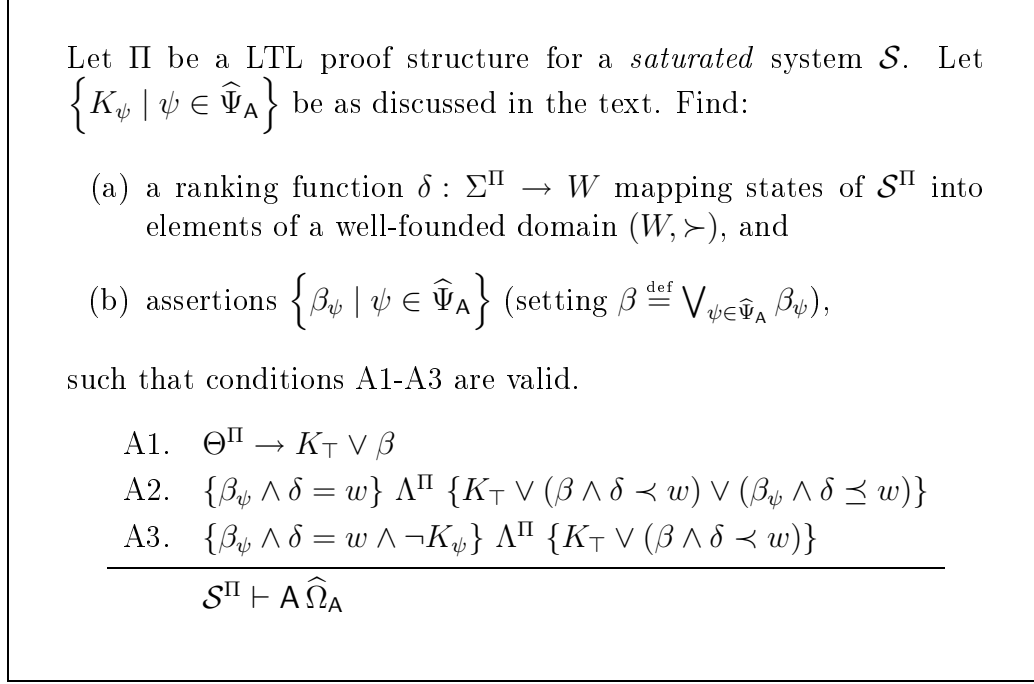 Let Π be a LTL proof structure for a saturated system 𝒮. Let
{K_ψ | ψ ∈ Ψ̂_A} be as discussed in the text. Find:
(a) a ranking function δ : Σ^Π → W mapping states of 𝒮^Π into
elements of a well-founded domain (W, ≻), and
(b) assertions {β_ψ | ψ ∈ Ψ̂_A} (setting β ≝ ⋁_{ψ∈Ψ̂_A} β_ψ),
such that conditions A1-A3 are valid.
A1. Θ^Π → K_⊤ ∨ β
A2. {β_ψ ∧ δ = w} Λ^Π {K_⊤ ∨ (β ∧ δ ≺ w) ∨ (β_ψ ∧ δ ⪯ w)}
A3. {β_ψ ∧ δ = w ∧ ¬K_ψ} Λ^Π {K_⊤ ∨ (β ∧ δ ≺ w)}
𝒮^Π ⊢ A Ω̂_A